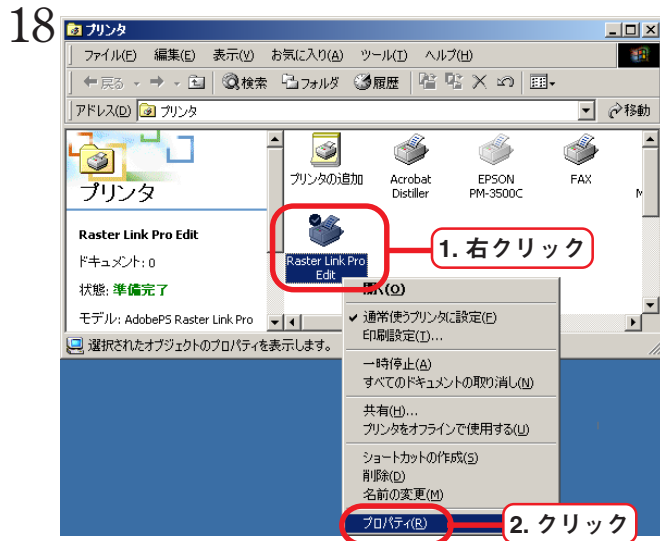 18
プリンタ
ファイル(F) 編集(E) 表示(V) お気に入り(A) ツール(T) ヘルプ(H)
戻る 検索 フォルダ 履歴
アドレス(D) プリンタ 移動
プリンタ
Raster Link Pro Edit
ドキュメント: 0
状態: 準備完了
モデル: AdobePS Raster Link Pro
プリンタの追加
Acrobat
Distiller
EPSON
PM-3500C
FAX
Raster Link Pro
Edit
1. 右クリック
選択されたオブジェクトのプロパティを表示します。
開く(O)
通常使うプリンタに設定(F)
印刷設定(T)...
一時停止(A)
すべてのドキュメントの取り消し(N)
共有(H)...
プリンタをオフラインで使用する(U)
ショートカットの作成(S)
削除(D)
名前の変更(M)
プロパティ(R)
2. クリック